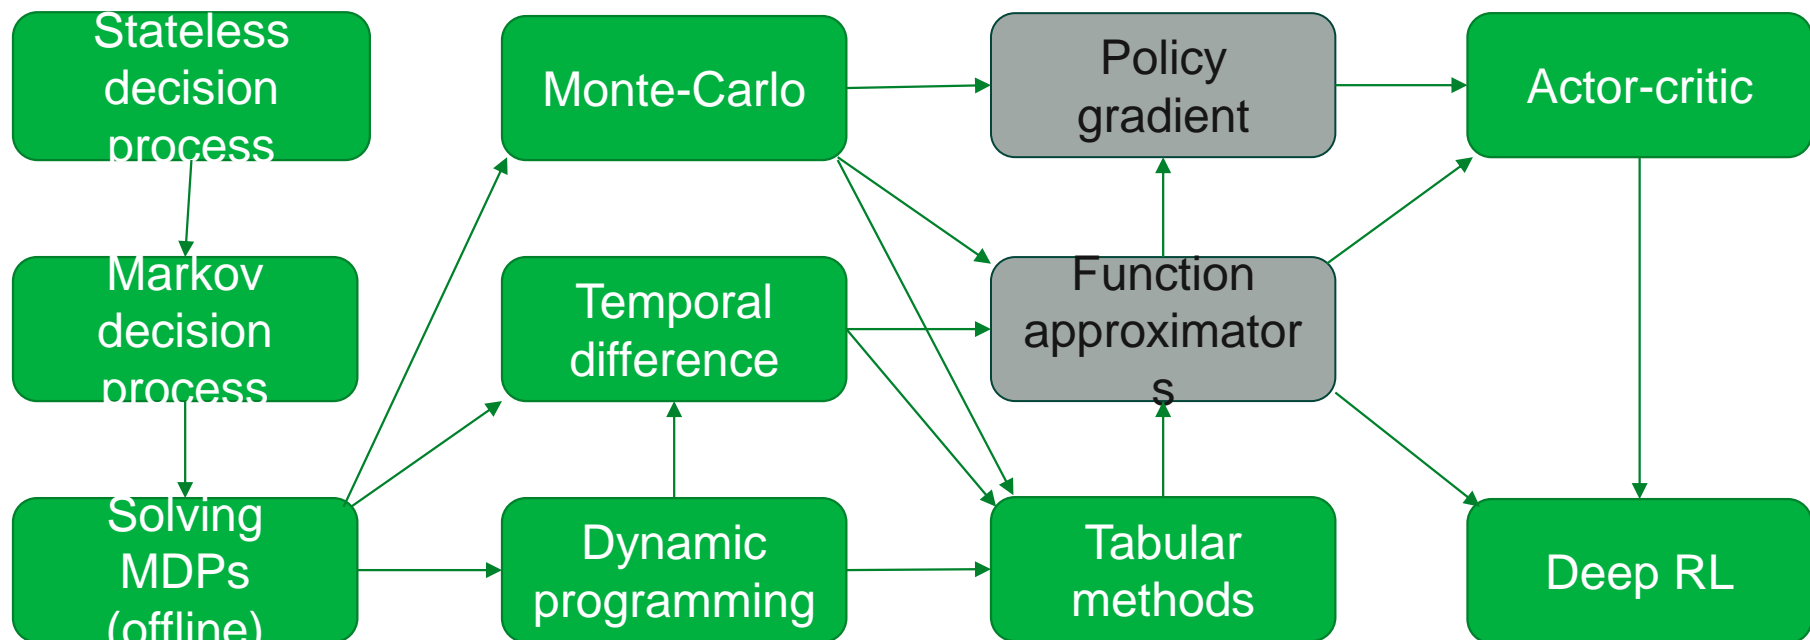 Stateless
decision
process
Monte-Carlo
Policy
gradient
Actor-critic
Markov
decision
process
Temporal
difference
Function
approximator
s
Solving
MDPs
(offline)
Dynamic
programming
Tabular
methods
Deep RL